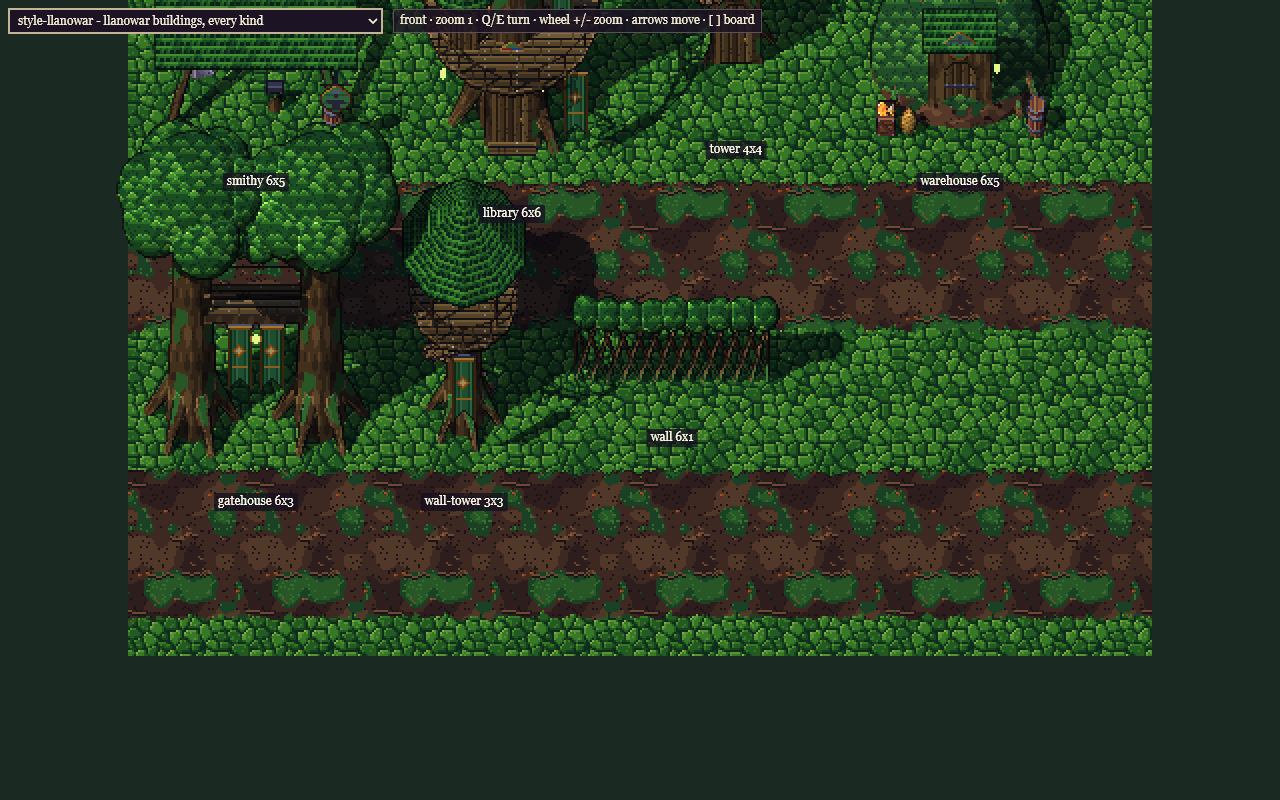 style-llanowar - llanowar buildings, every kind
front · zoom 1 · Q/E turn · wheel +/- zoom · arrows move · [ ] board
tower 4x4
smithy 6x5
warehouse 6x5
library 6x6
wall 6x1
gatehouse 6x3
wall-tower 3x3